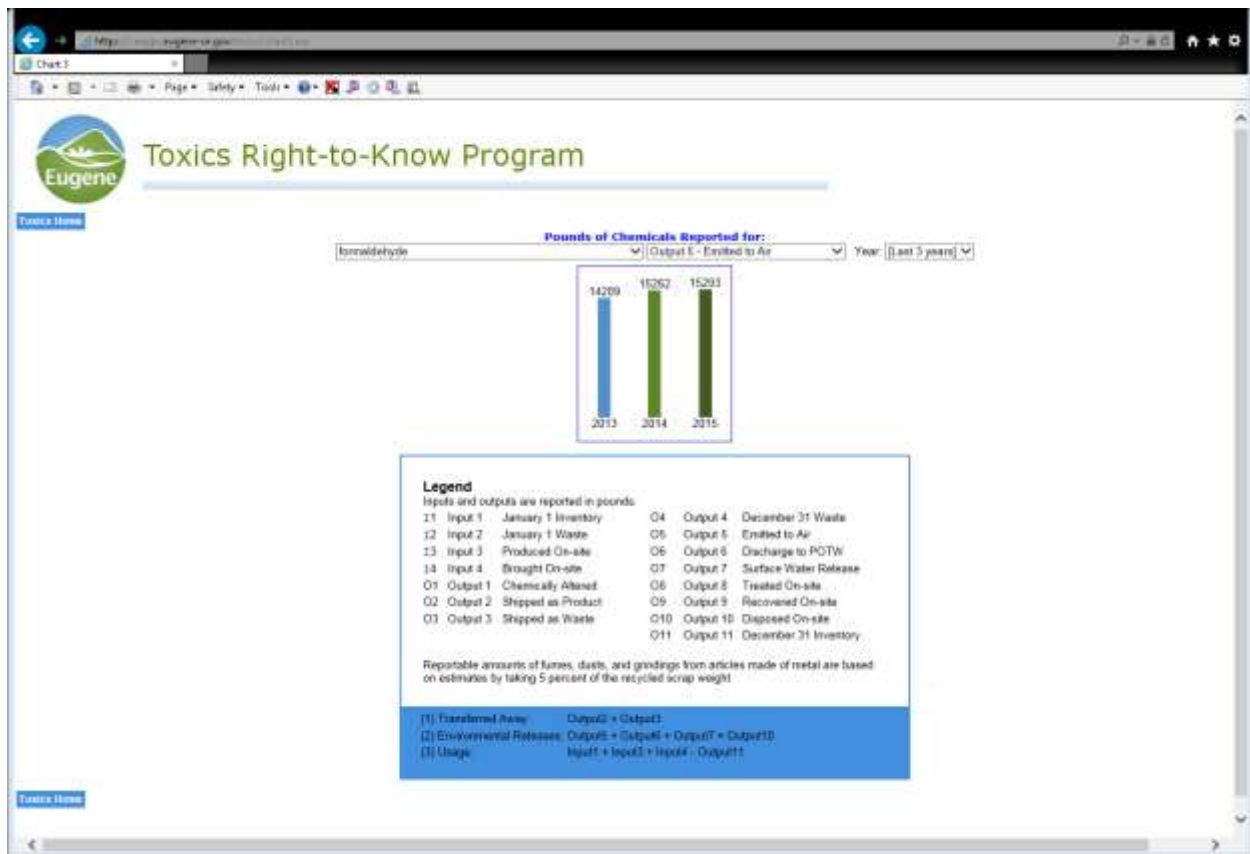 Chart 3
Page Safety Tools
Eugene
Toxics Right-to-Know Program
Toxics Home
Pounds of Chemicals Reported for:
formaldehyde Output 5 - Emitted to Air Year: [Last 3 years]
15262 15293
2013 2014 2015
Legend
Inputs and outputs are reported in pounds.
I1 Input 1 January 1 Inventory O4 Output 4 December 31 Waste
I2 Input 2 January 1 Waste O5 Output 5 Emitted to Air
I3 Input 3 Produced On-site O6 Output 6 Discharge to POTW
I4 Input 4 Brought On-site O7 Output 7 Surface Water Release
O1 Output 1 Chemically Altered O8 Output 8 Treated On-site
O2 Output 2 Shipped as Product O9 Output 9 Recovered On-site
O3 Output 3 Shipped as Waste O10 Output 10 Disposed On-site
O11 Output 11 December 31 Inventory
Reportable amounts of fumes, dusts, and grindings from articles made of metal are based
on estimates by taking 5 percent of the recycled scrap weight
(1) Transferred Away: Output2 + Output3
(2) Environmental Releases: Output5 + Output6 + Output7 + Output10
(3) Usage: Input1 + Input3 + Input4 - Output11
Toxics Home